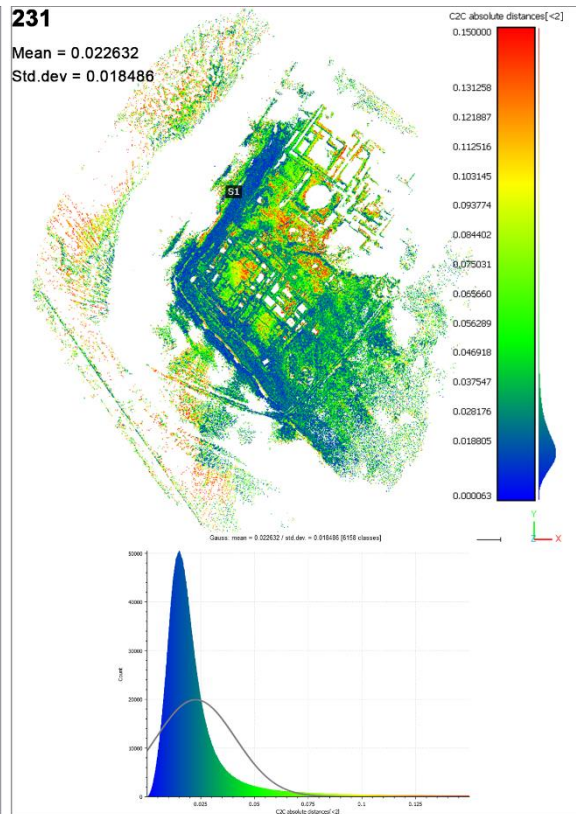 231
Mean = 0.022632
Std.dev = 0.018486
C2C absolute distances[<2]
0.150000
0.131258
0.121887
0.112516
0.103145
0.093774
0.084402
0.075031
0.065660
0.056289
0.046918
0.037547
0.028176
0.018805
0.000063
S1
Y
Z
X
Gauss: mean = 0.022632 / std.dev. = 0.018486 [6158 classes]
50000
40000
30000
20000
10000
0
Count
0.025
0.05
0.075
0.1
0.125
C2C absolute distances[<2]